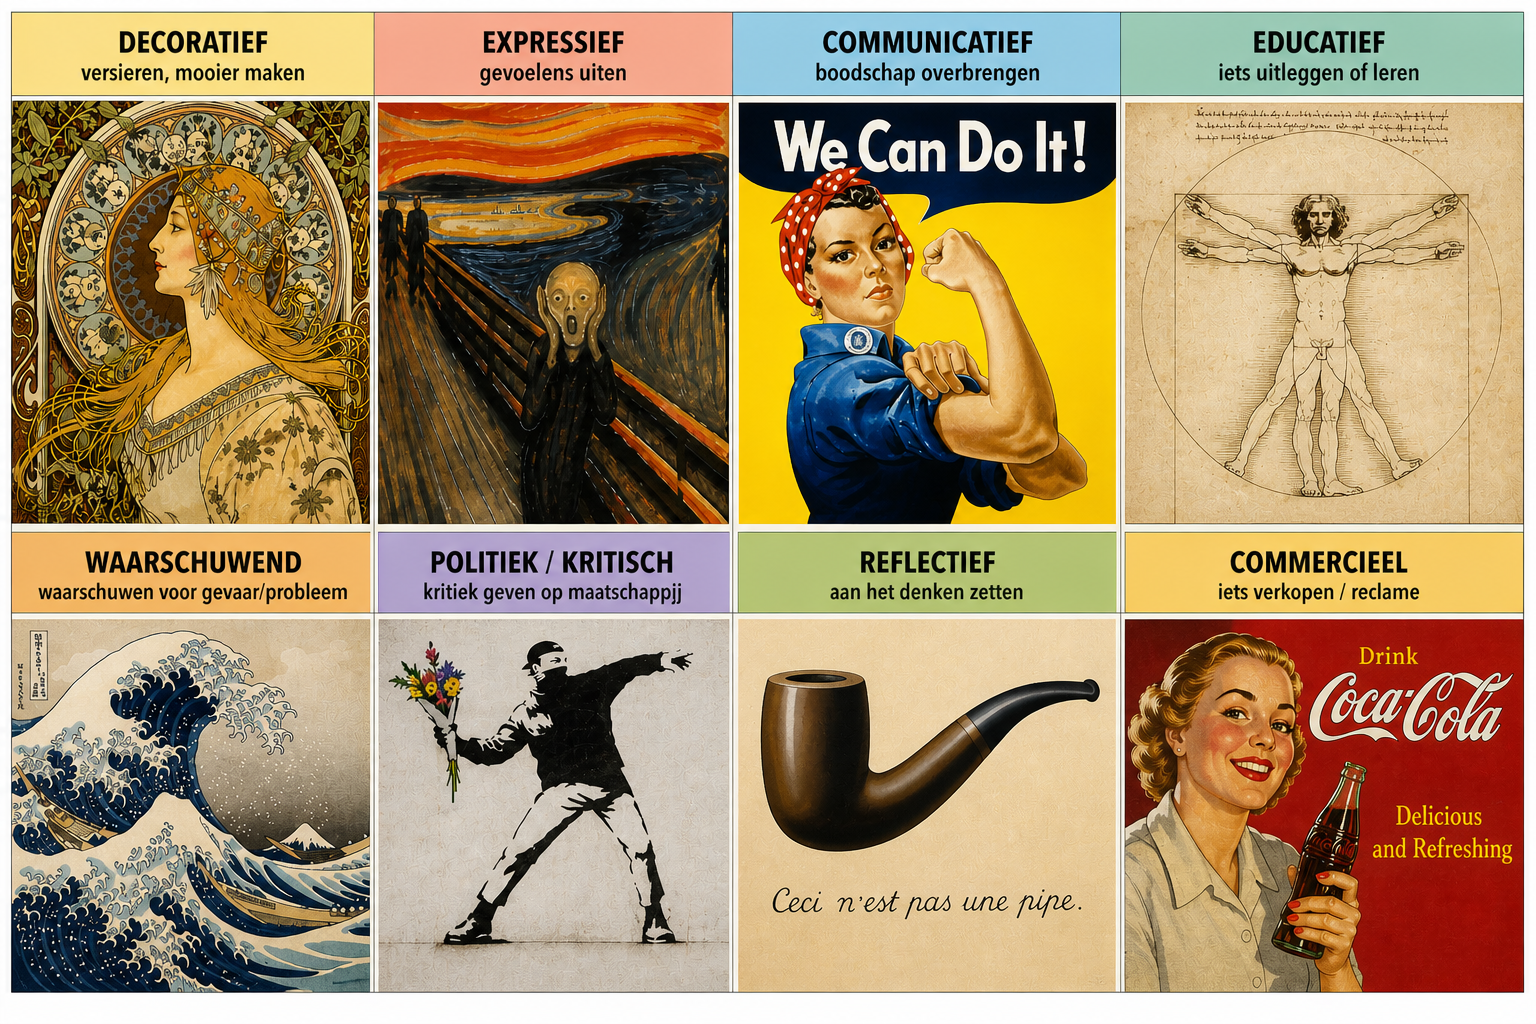 DECORATIEF
versieren, mooier maken
EXPRESSIEF
gevoelens uiten
COMMUNICATIEF
boodschap overbrengen
EDUCATIEF
iets uitleggen of leren
We Can Do It!
WAARSCHUWEND
waarschuwen voor gevaar/probleem
POLITIEK / KRITISCH
kritiek geven op maatschappjj
REFLECTIEF
aan het denken zetten
COMMERCIEEL
iets verkopen / reclame
Ceci n'est pas une pipe.
Drink
Coca-Cola
Delicious
and Refreshing